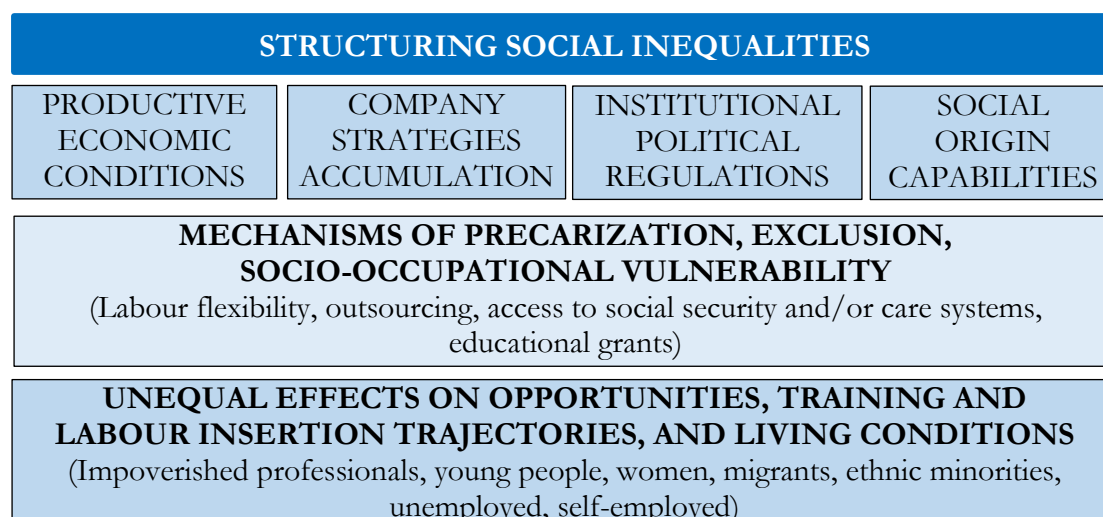 STRUCTURING SOCIAL INEQUALITIES
PRODUCTIVE
ECONOMIC
CONDITIONS
COMPANY
STRATEGIES
ACCUMULATION
INSTITUTIONAL
POLITICAL
REGULATIONS
SOCIAL
ORIGIN
CAPABILITIES
MECHANISMS OF PRECARIZATION, EXCLUSION,
SOCIO-OCCUPATIONAL VULNERABILITY
(Labour flexibility, outsourcing, access to social security and/or care systems,
educational grants)
UNEQUAL EFFECTS ON OPPORTUNITIES, TRAINING AND
LABOUR INSERTION TRAJECTORIES, AND LIVING CONDITIONS
(Impoverished professionals, young people, women, migrants, ethnic minorities,
unemployed, self-employed)